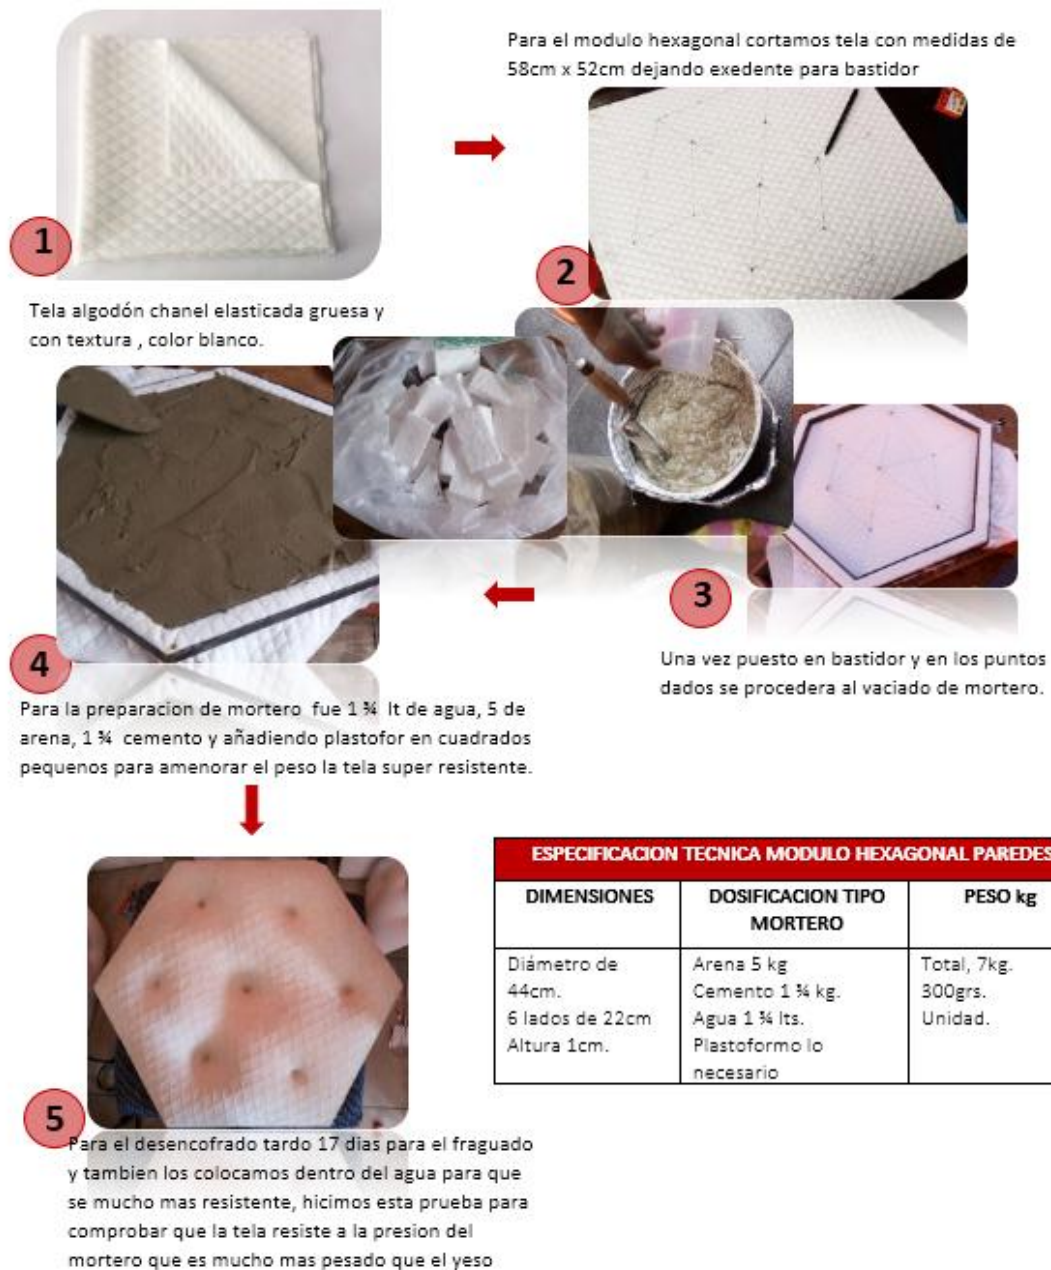 1
Tela algodón chanel elasticada gruesa y
con textura , color blanco.
Para el modulo hexagonal cortamos tela con medidas de
58cm x 52cm dejando exedente para bastidor
2
3
Una vez puesto en bastidor y en los puntos
dados se procedera al vaciado de mortero.
4
Para la preparacion de mortero fue 1 ¾ lt de agua, 5 de
arena, 1 ¾ cemento y añadiendo plastofor en cuadrados
pequenos para amenorar el peso la tela super resistente.
5
Para el desencofrado tardo 17 dias para el fraguado
y tambien los colocamos dentro del agua para que
se mucho mas resistente, hicimos esta prueba para
comprobar que la tela resiste a la presion del
mortero que es mucho mas pesado que el yeso
ESPECIFICACION TECNICA MODULO HEXAGONAL PAREDES
DIMENSIONES
DOSIFICACION TIPO
MORTERO
PESO kg
Diámetro de
44cm.
6 lados de 22cm
Altura 1cm.
Arena 5 kg
Cemento 1 ¾ kg.
Agua 1 ¾ lts.
Plastoformo lo
necesario
Total, 7kg.
300grs.
Unidad.